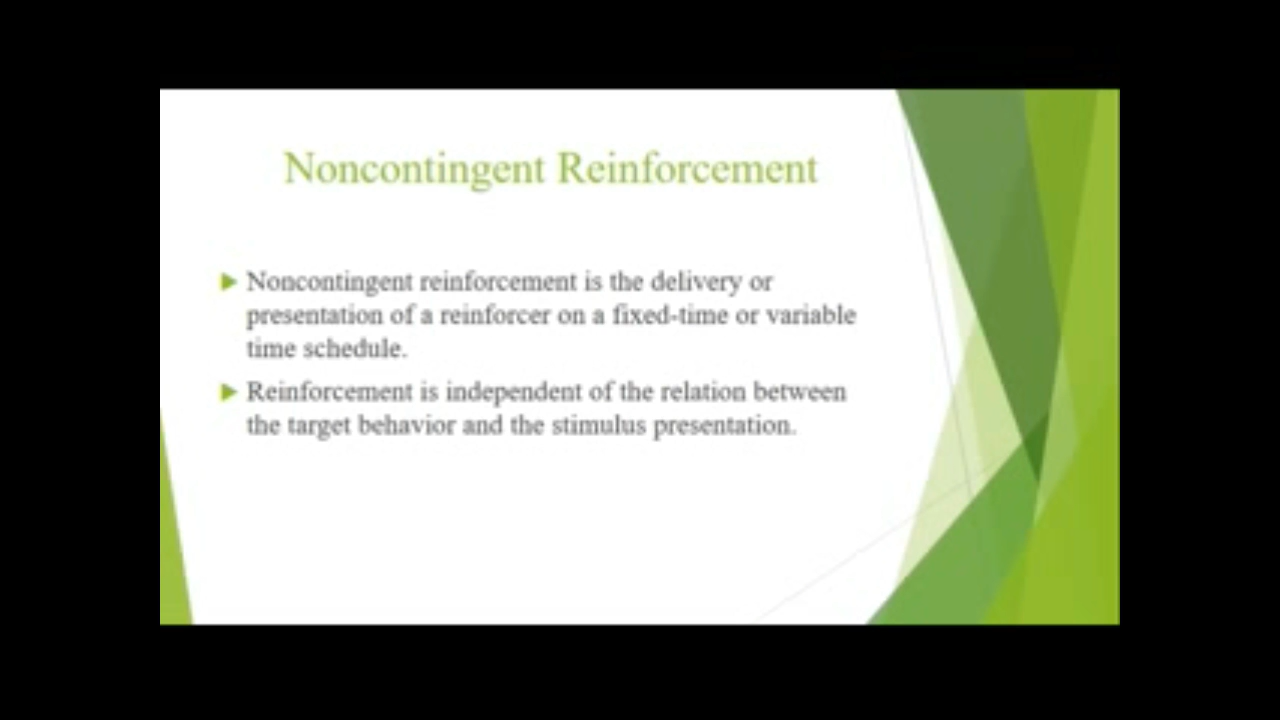 Noncontingent Reinforcement
Noncontingent reinforcement is the delivery or
presentation of a reinforcer on a fixed-time or variable
time schedule.
Reinforcement is independent of the relation between
the target behavior and the stimulus presentation.